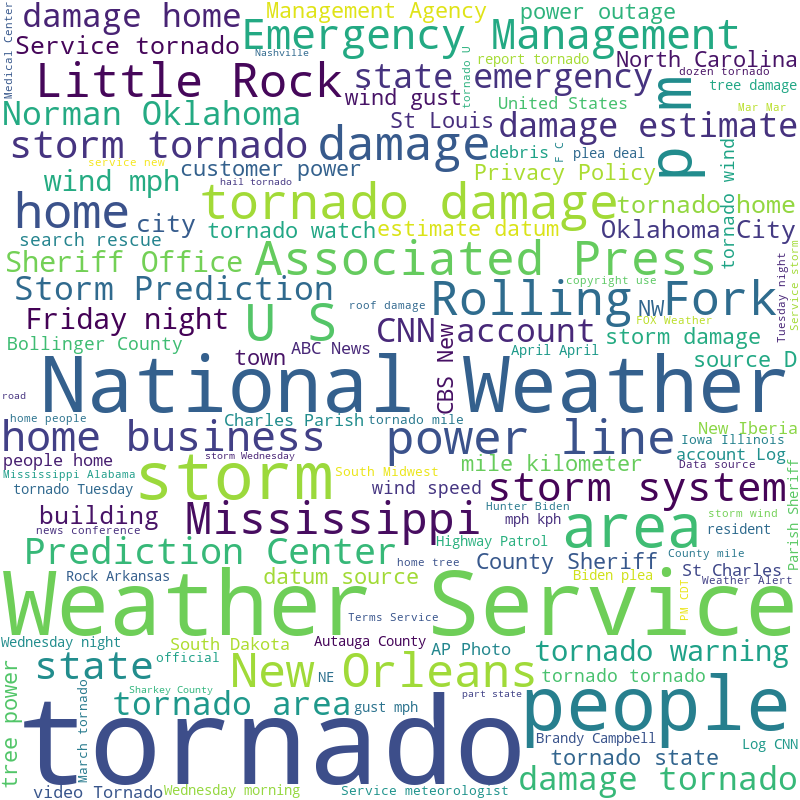 damage home
Management Agency
power outage
Medical Center
Service tornado
Emergency Management
Nashville
report tornado
tornado U
North Carolina
dozen tornado
Little Rock
state emergency
tree damage
wind gust
United States
Mar Mar
Norman Oklahoma
St Louis
damage estimate
p m
storm tornado
damage
debris
F C
plea deal
service new
customer power
Privacy Policy
tornado wind
wind mph
hail tornado
tornado damage
tornado home
home
city
tornado watch
estimate datum
Oklahoma City
search rescue
Sheriff Office
Associated Press
Service storm
Storm Prediction
copyright use
Tuesday night
Rolling Fork
roof damage
NW
Friday night
U S
CNN
account
FOX Weather
storm damage
Bollinger County
ABC News
CBS New
April April
town
source D
National Weather
road
home people
Charles Parish
tornado mile
New Iberia
home business
power line
Iowa Illinois
people home
storm Wednesday
account Log
Mississippi Alabama
storm
South Midwest
mile kilometer
Data source
tornado Tuesday
wind speed
storm system
Hunter Biden
Parish Sheriff
building
Mississippi
mph kph
area
storm wind
news conference
resident
Highway Patrol
Prediction Center
home tree
County Sheriff
County mile
Rock Arkansas
datum source
Biden plea
St Charles
Weather Alert
Weather Service
PM CDT
Terms Service
Wednesday night
South Dakota
Autauga County
AP Photo
tornado warning
state
official
New Orleans
NE
tornado tornado
tree power
March tornado
Sharkey County
tornado area
part state
people
gust mph
tornado
Brandy Campbell
Log CNN
tornado state
damage tornado
video Tornado
Wednesday morning
Service meteorologist